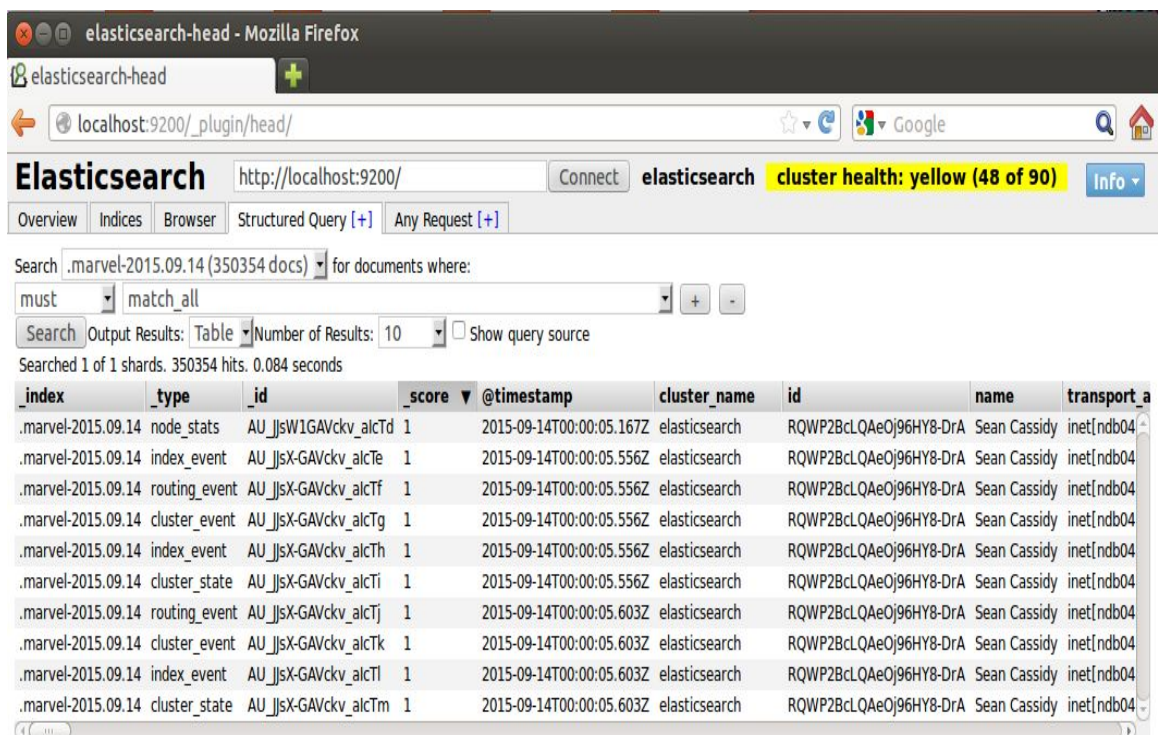 elasticsearch-head - Mozilla Firefox
elasticsearch-head
localhost:9200/_plugin/head/
Google
Elasticsearch http://localhost:9200/ Connect elasticsearch cluster health: yellow (48 of 90) Info
Overview Indices Browser Structured Query [+] Any Request [+]
Search .marvel-2015.09.14 (350354 docs) for documents where:
must match_all + -
Search Output Results: Table Number of Results: 10 Show query source
Searched 1 of 1 shards. 350354 hits. 0.084 seconds
_index _type _id _score ▼ @timestamp cluster_name id name transport_a
.marvel-2015.09.14 node_stats AU_JJsW1GAVckv_alcTd 1 2015-09-14T00:00:05.167Z elasticsearch RQWP2BcLQAeOj96HY8-DrA Sean Cassidy inet[ndb04
.marvel-2015.09.14 index_event AU_JJsX-GAVckv_alcTe 1 2015-09-14T00:00:05.556Z elasticsearch RQWP2BcLQAeOj96HY8-DrA Sean Cassidy inet[ndb04
.marvel-2015.09.14 routing_event AU_JJsX-GAVckv_alcTf 1 2015-09-14T00:00:05.556Z elasticsearch RQWP2BcLQAeOj96HY8-DrA Sean Cassidy inet[ndb04
.marvel-2015.09.14 cluster_event AU_JJsX-GAVckv_alcTg 1 2015-09-14T00:00:05.556Z elasticsearch RQWP2BcLQAeOj96HY8-DrA Sean Cassidy inet[ndb04
.marvel-2015.09.14 index_event AU_JJsX-GAVckv_alcTh 1 2015-09-14T00:00:05.556Z elasticsearch RQWP2BcLQAeOj96HY8-DrA Sean Cassidy inet[ndb04
.marvel-2015.09.14 cluster_state AU_JJsX-GAVckv_alcTi 1 2015-09-14T00:00:05.556Z elasticsearch RQWP2BcLQAeOj96HY8-DrA Sean Cassidy inet[ndb04
.marvel-2015.09.14 routing_event AU_JJsX-GAVckv_alcTj 1 2015-09-14T00:00:05.603Z elasticsearch RQWP2BcLQAeOj96HY8-DrA Sean Cassidy inet[ndb04
.marvel-2015.09.14 cluster_event AU_JJsX-GAVckv_alcTk 1 2015-09-14T00:00:05.603Z elasticsearch RQWP2BcLQAeOj96HY8-DrA Sean Cassidy inet[ndb04
.marvel-2015.09.14 index_event AU_JJsX-GAVckv_alcTl 1 2015-09-14T00:00:05.603Z elasticsearch RQWP2BcLQAeOj96HY8-DrA Sean Cassidy inet[ndb04
.marvel-2015.09.14 cluster_state AU_JJsX-GAVckv_alcTm 1 2015-09-14T00:00:05.603Z elasticsearch RQWP2BcLQAeOj96HY8-DrA Sean Cassidy inet[ndb04